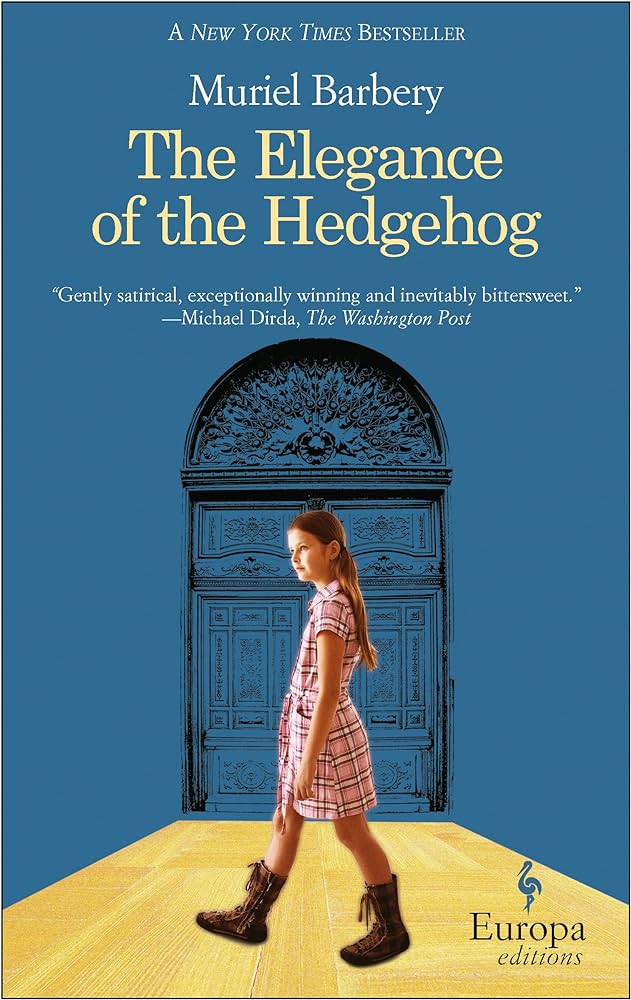 A New York Times Bestseller
Muriel Barbery
The Elegance
of the Hedgehog
“Gently satirical, exceptionally winning and inevitably bittersweet.”
—Michael Dirda, The Washington Post
Europa
editions